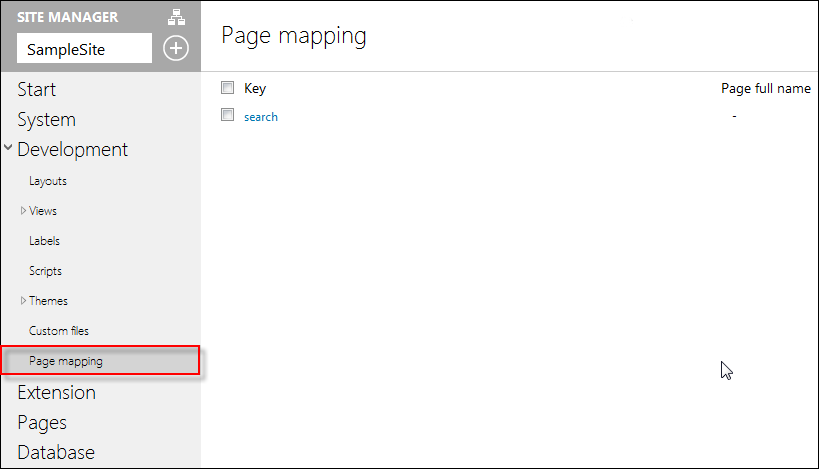 SITE MANAGER
SampleSite
Start
System
Development
Layouts
Views
Labels
Scripts
Themes
Custom files
Page mapping
Extension
Pages
Database
Page mapping
Key Page full name
search -